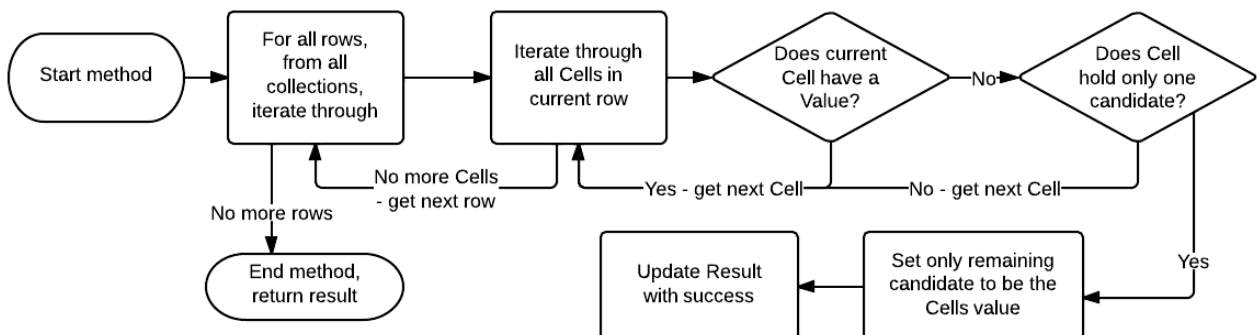 Start method
For all rows,
from all
collections,
iterate through
Iterate through
all Cells in
current row
Does current
Cell have a
Value?
No
Does Cell
hold only one
candidate?
No more Cells
- get next row
Yes - get next Cell
No - get next Cell
No more rows
End method,
return result
Update Result
with success
Set only remaining
candidate to be the
Cells value
Yes